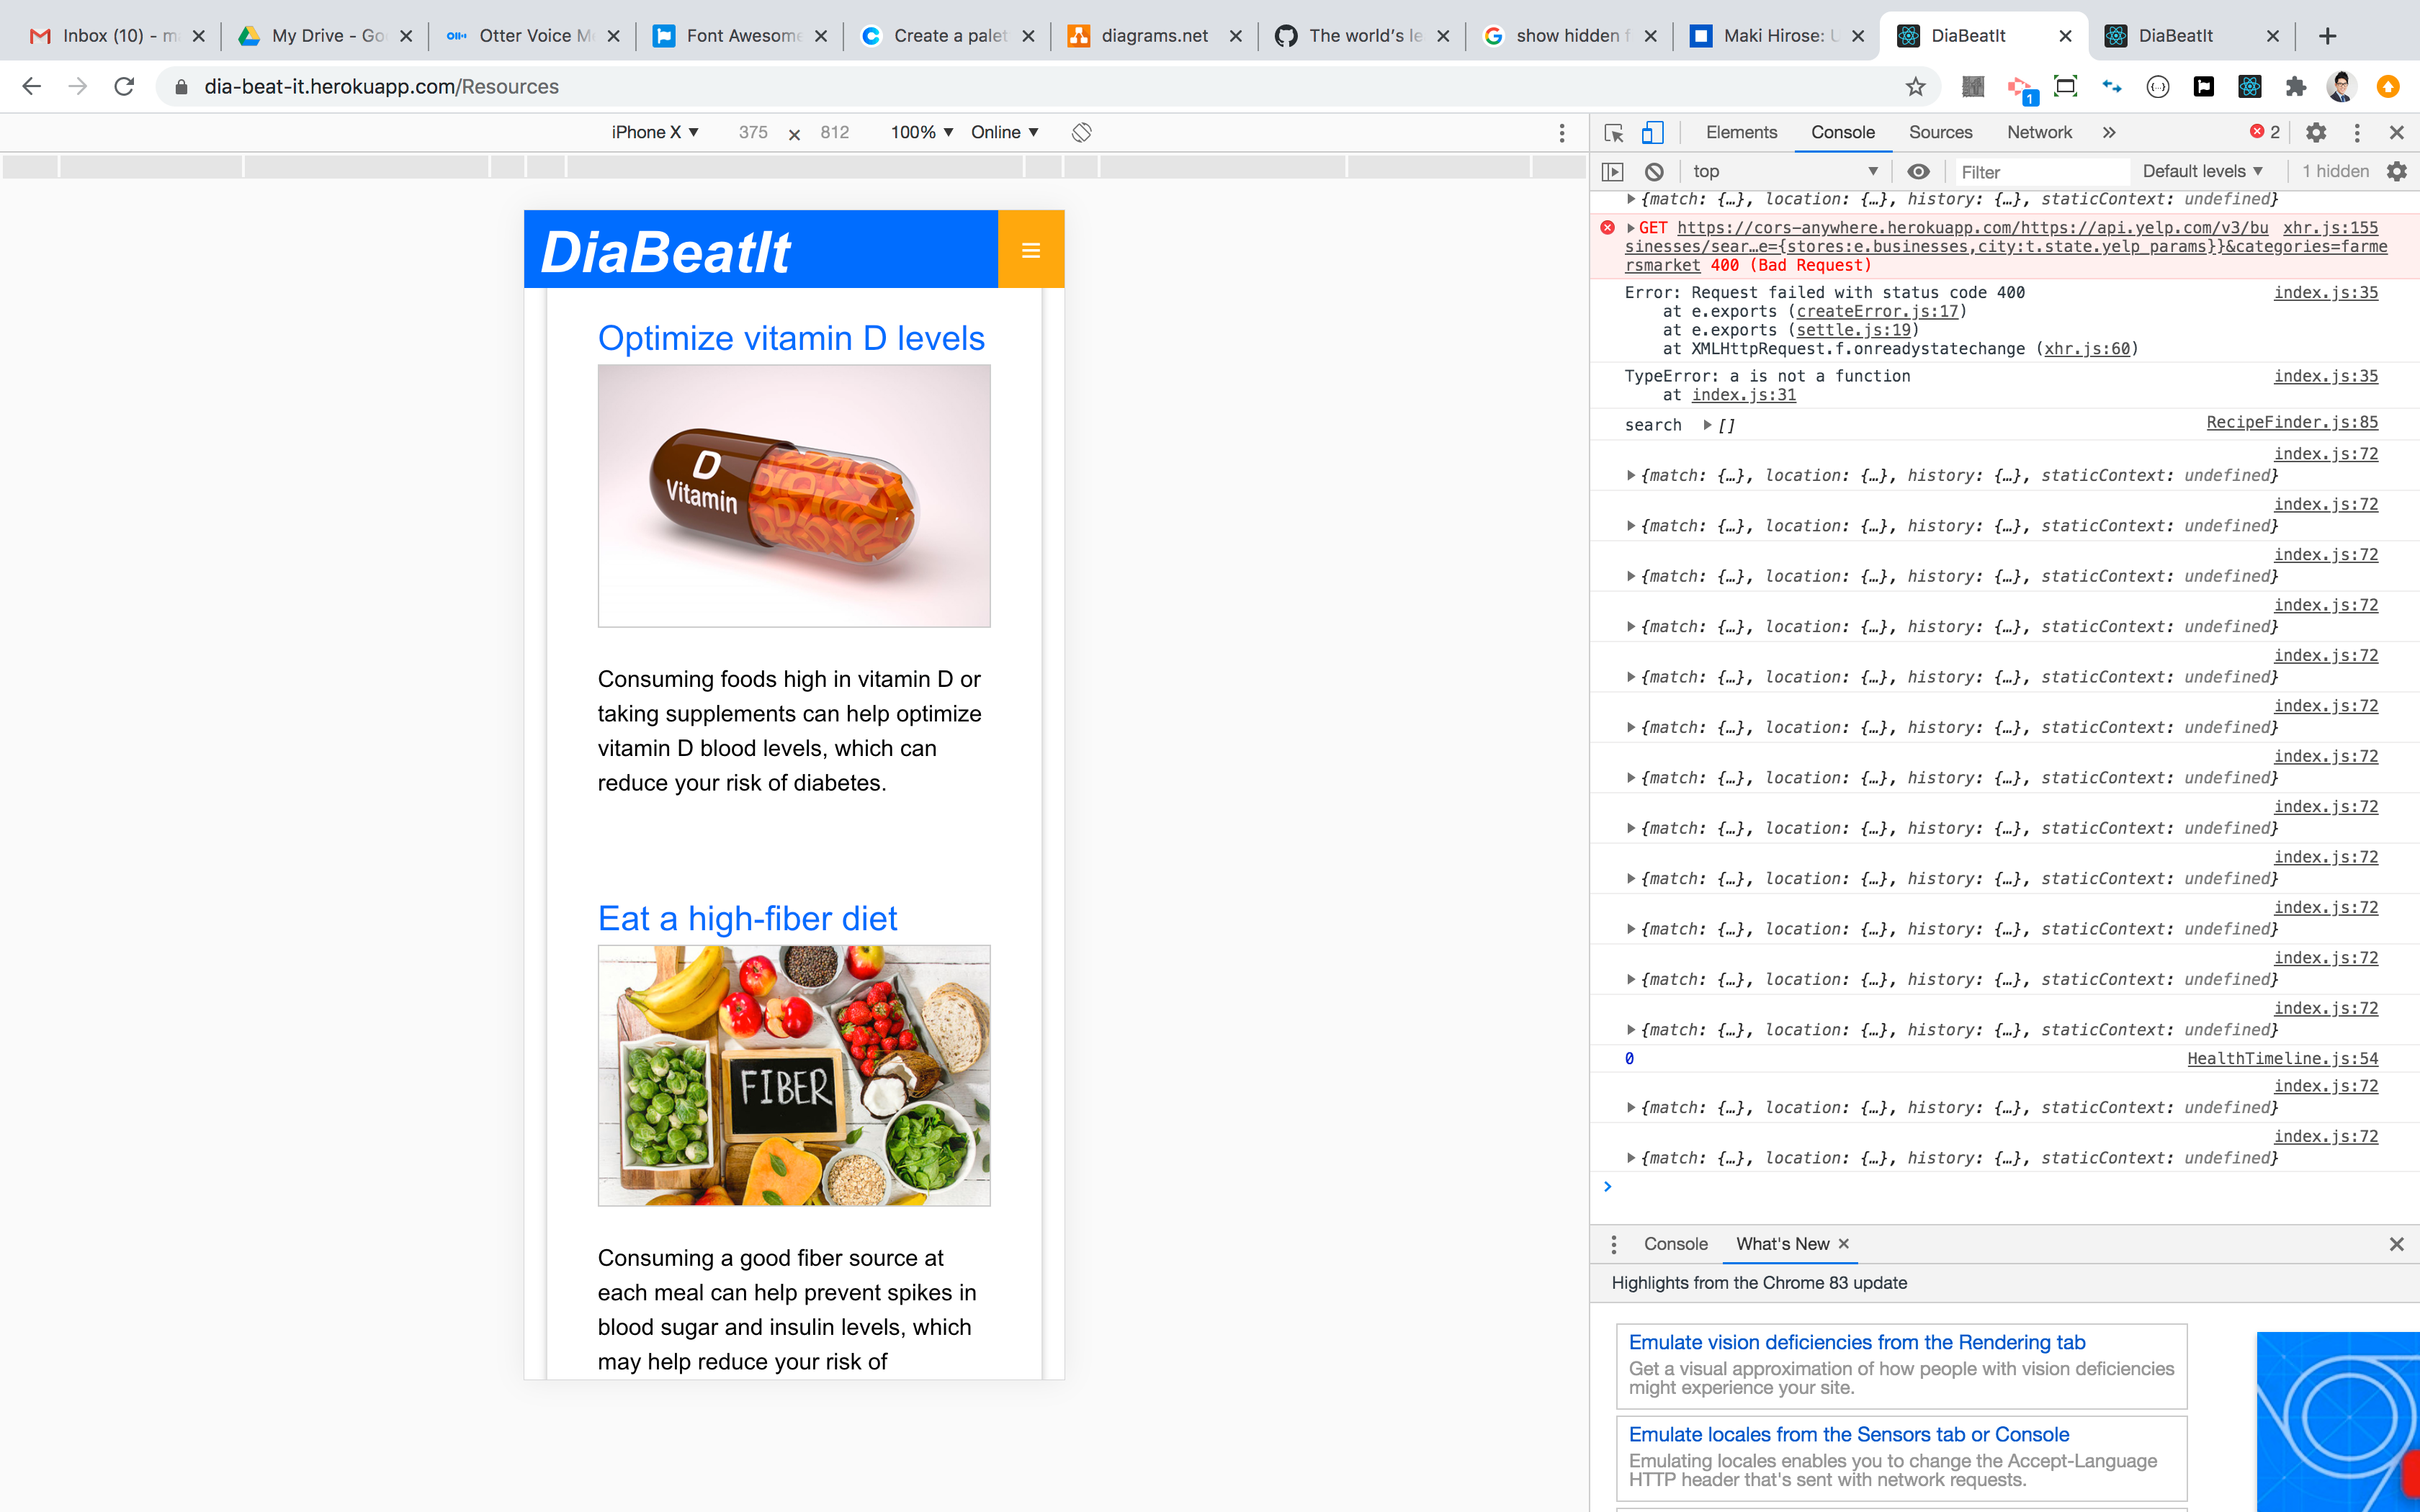 Inbox (10) - m
My Drive - Go
Otter Voice M
Font Awesome
Create a palet
diagrams.net
The world's le
show hidden f
Maki Hirose: U
DiaBeatIt
DiaBeatIt
dia-beat-it.herokuapp.com/Resources
1
iPhone X ▼ 375 × 812 100% ▼ Online ▼
Elements Console Sources Network » 2
top ▼ Filter Default levels ▼ 1 hidden
DiaBeatIt
Optimize vitamin D levels
D
Vitamin
Consuming foods high in vitamin D or
taking supplements can help optimize
vitamin D blood levels, which can
reduce your risk of diabetes.
Eat a high-fiber diet
FIBER
Consuming a good fiber source at
each meal can help prevent spikes in
blood sugar and insulin levels, which
may help reduce your risk of
{match: {…}, location: {…}, history: {…}, staticContext: undefined}
GET https://cors-anywhere.herokuapp.com/https://api.yelp.com/v3/bu xhr.js:155
sinesses/sear…e={stores:e.businesses,city:t.state.yelp_params}}&categories=farme
rsmarket 400 (Bad Request)
Error: Request failed with status code 400 index.js:35
at e.exports (createError.js:17)
at e.exports (settle.js:19)
at XMLHttpRequest.f.onreadystatechange (xhr.js:60)
TypeError: a is not a function index.js:35
at index.js:31
search [] RecipeFinder.js:85
index.js:72
{match: {…}, location: {…}, history: {…}, staticContext: undefined}
index.js:72
{match: {…}, location: {…}, history: {…}, staticContext: undefined}
index.js:72
{match: {…}, location: {…}, history: {…}, staticContext: undefined}
index.js:72
{match: {…}, location: {…}, history: {…}, staticContext: undefined}
index.js:72
{match: {…}, location: {…}, history: {…}, staticContext: undefined}
index.js:72
{match: {…}, location: {…}, history: {…}, staticContext: undefined}
index.js:72
{match: {…}, location: {…}, history: {…}, staticContext: undefined}
index.js:72
{match: {…}, location: {…}, history: {…}, staticContext: undefined}
index.js:72
{match: {…}, location: {…}, history: {…}, staticContext: undefined}
index.js:72
{match: {…}, location: {…}, history: {…}, staticContext: undefined}
index.js:72
{match: {…}, location: {…}, history: {…}, staticContext: undefined}
index.js:72
{match: {…}, location: {…}, history: {…}, staticContext: undefined}
0 HealthTimeline.js:54
index.js:72
{match: {…}, location: {…}, history: {…}, staticContext: undefined}
index.js:72
{match: {…}, location: {…}, history: {…}, staticContext: undefined}
Console What's New
Highlights from the Chrome 83 update
Emulate vision deficiencies from the Rendering tab
Get a visual approximation of how people with vision deficiencies
might experience your site.
Emulate locales from the Sensors tab or Console
Emulating locales enables you to change the Accept-Language
HTTP header that's sent with network requests.